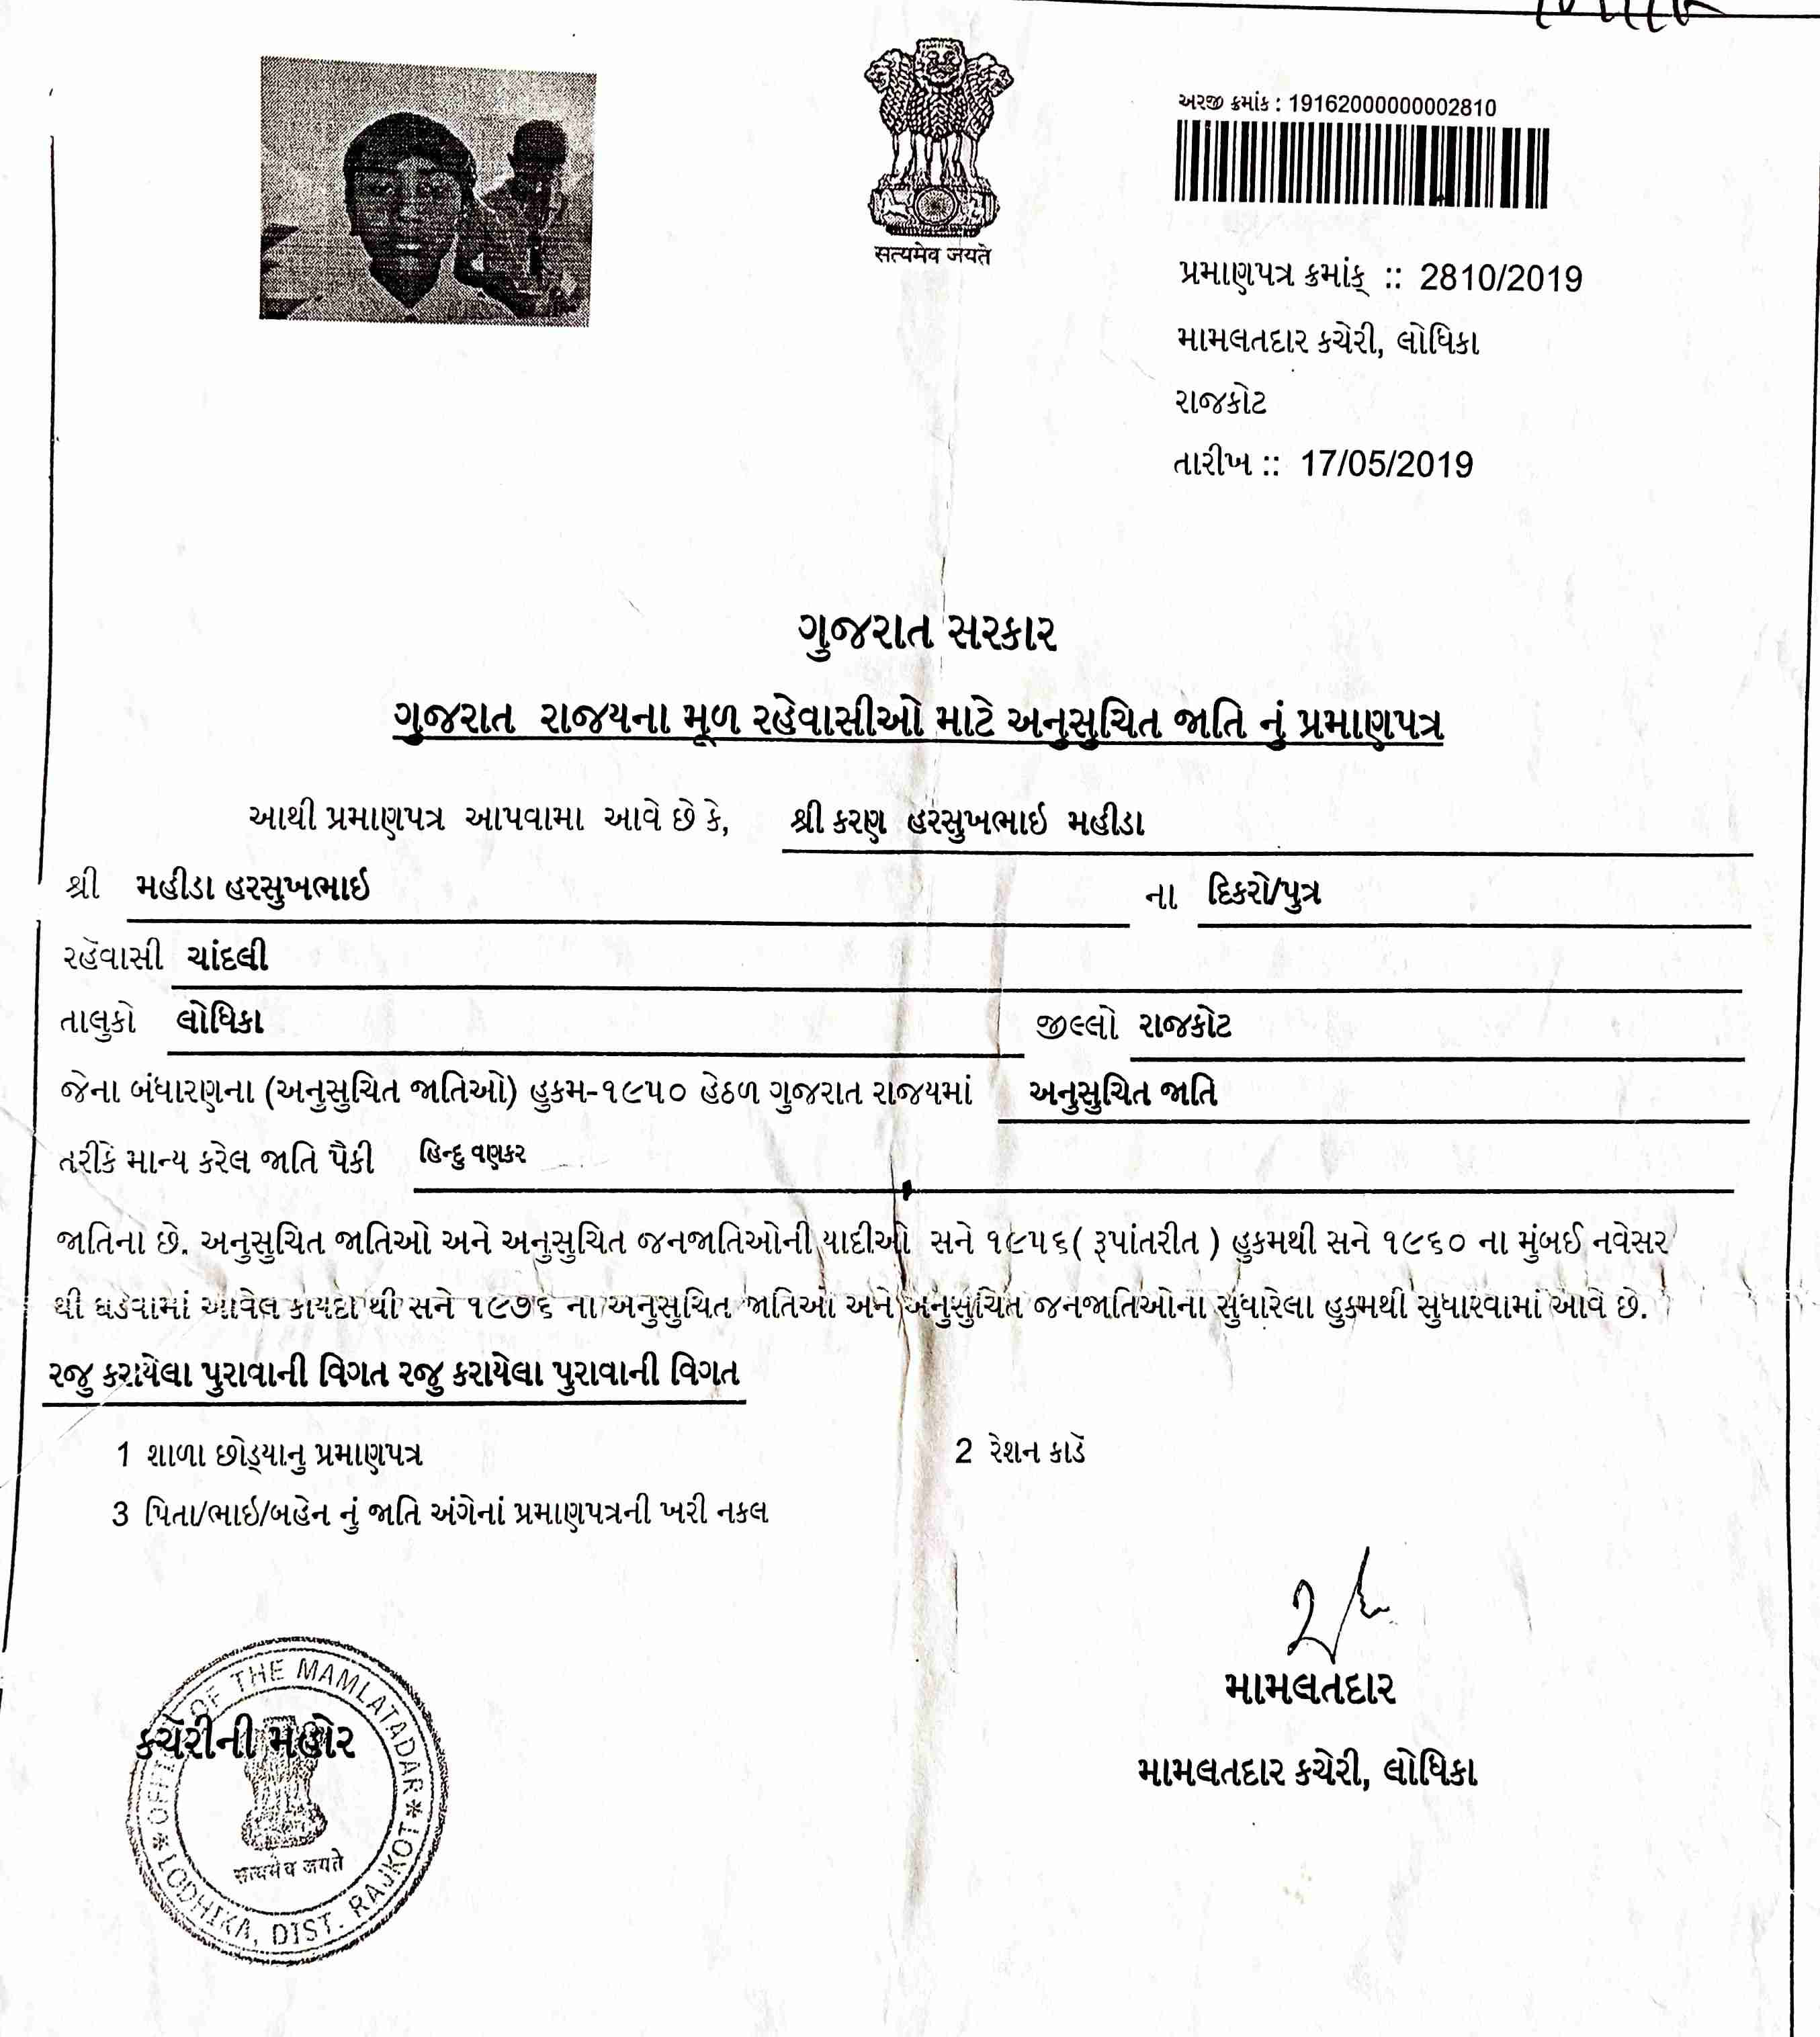 सत्यमेव जयते
અરજી ક્રમાંક : 19162000000002810
પ્રમાણપત્ર ક્રમાંક્ :: 2810/2019
મામલતદાર કચેરી, લોધિકા
રાજકોટ
તારીખ :: 17/05/2019
ગુજરાત સરકાર
ગુજરાત રાજયના મૂળ રહેવાસીઓ માટે અનુસુચિત જાતિ નું પ્રમાણપત્ર
આથી પ્રમાણપત્ર આપવામા આવે છે કે, શ્રી કરણ હરસુખભાઇ મહીડા
શ્રી મહીડા હરસુખભાઇ ના દિકરો/પુત્ર
રહેવાસી ચાંદલી
તાલુકો લોધિકા જીલ્લો રાજકોટ
જેના બંધારણના (અનુસુચિત જાતિઓ) હુકમ-૧૯૫૦ હેઠળ ગુજરાત રાજયમાં અનુસુચિત જાતિ
તરીકે માન્ય કરેલ જાતિ પૈકી હિન્દુ વણકર
જાતિના છે. અનુસુચિત જાતિઓ અને અનુસુચિત જનજાતિઓની યાદીઓ સને ૧૯૫૬( રૂપાંતરીત ) હુકમથી સને ૧૯૬૦ ના મુંબઈ નવેસર
થી ઘડવામાં આવેલ કાયદા થી સને ૧૯૭૬ ના અનુસુચિત જાતિઓ અને અનુસુચિત જનજાતિઓના સુધારેલા હુકમથી સુધારવામાં આવે છે.
રજુ કરાયેલા પુરાવાની વિગત રજુ કરાયેલા પુરાવાની વિગત
1 શાળા છોડ્યાનુ પ્રમાણપત્ર 2 રેશન કાર્ડ
3 પિતા/ભાઇ/બહેન નું જાતિ અંગેનાં પ્રમાણપત્રની ખરી નકલ
મામલતદાર
મામલતદાર કચેરી, લોધિકા
કચેરીની મહોર
OFFICE OF THE MAMLATADAR
LODHIKA, DIST. RAJKOT
सत्यमेव जयते